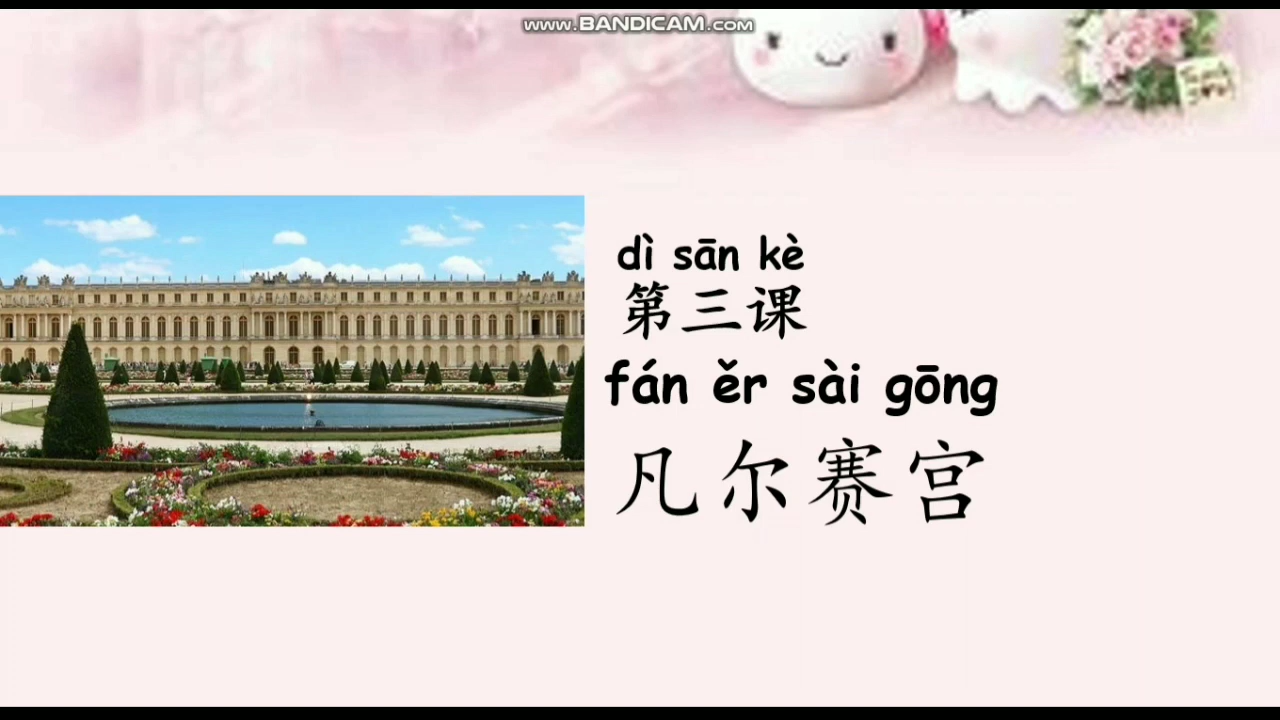 www.BANDICAM.com
dì sān kè
第三课
fán ěr sài gōng
凡尔赛宫